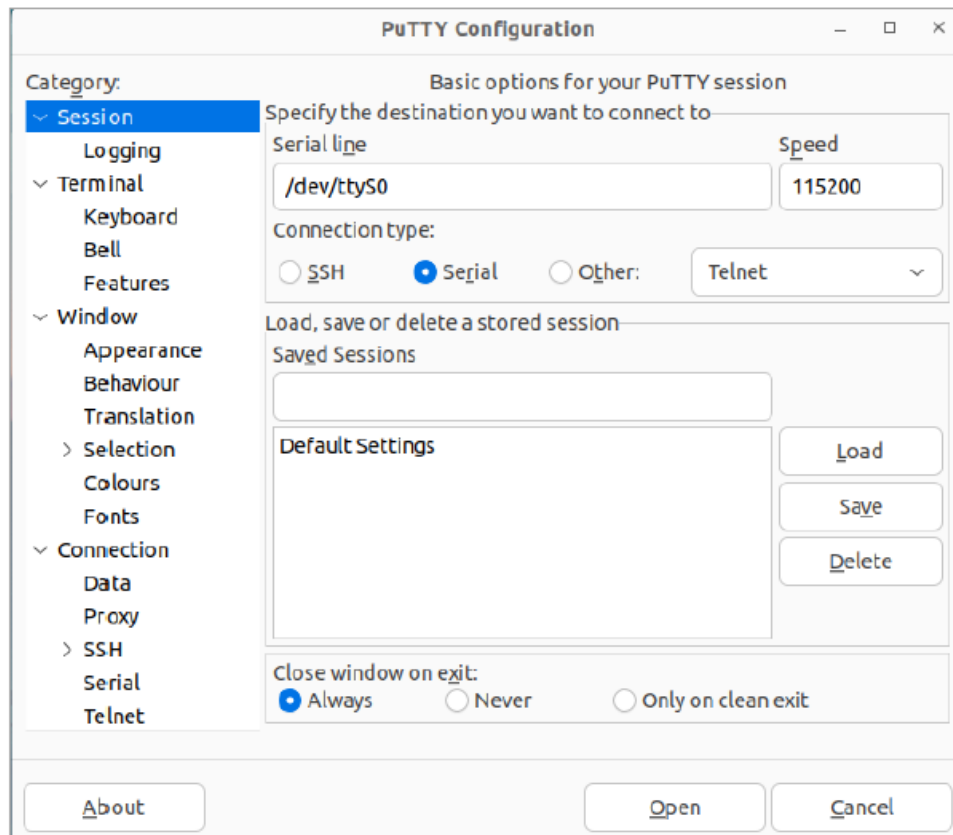 PuTTY Configuration
Category:
Session
Logging
Terminal
Keyboard
Bell
Features
Window
Appearance
Behaviour
Translation
Selection
Colours
Fonts
Connection
Data
Proxy
SSH
Serial
Telnet
Basic options for your PuTTY session
Specify the destination you want to connect to
Serial line Speed
/dev/ttyS0 115200
Connection type:
SSH Serial Other: Telnet
Load, save or delete a stored session
Saved Sessions
Default Settings
Load
Save
Delete
Close window on exit:
Always Never Only on clean exit
About Open Cancel